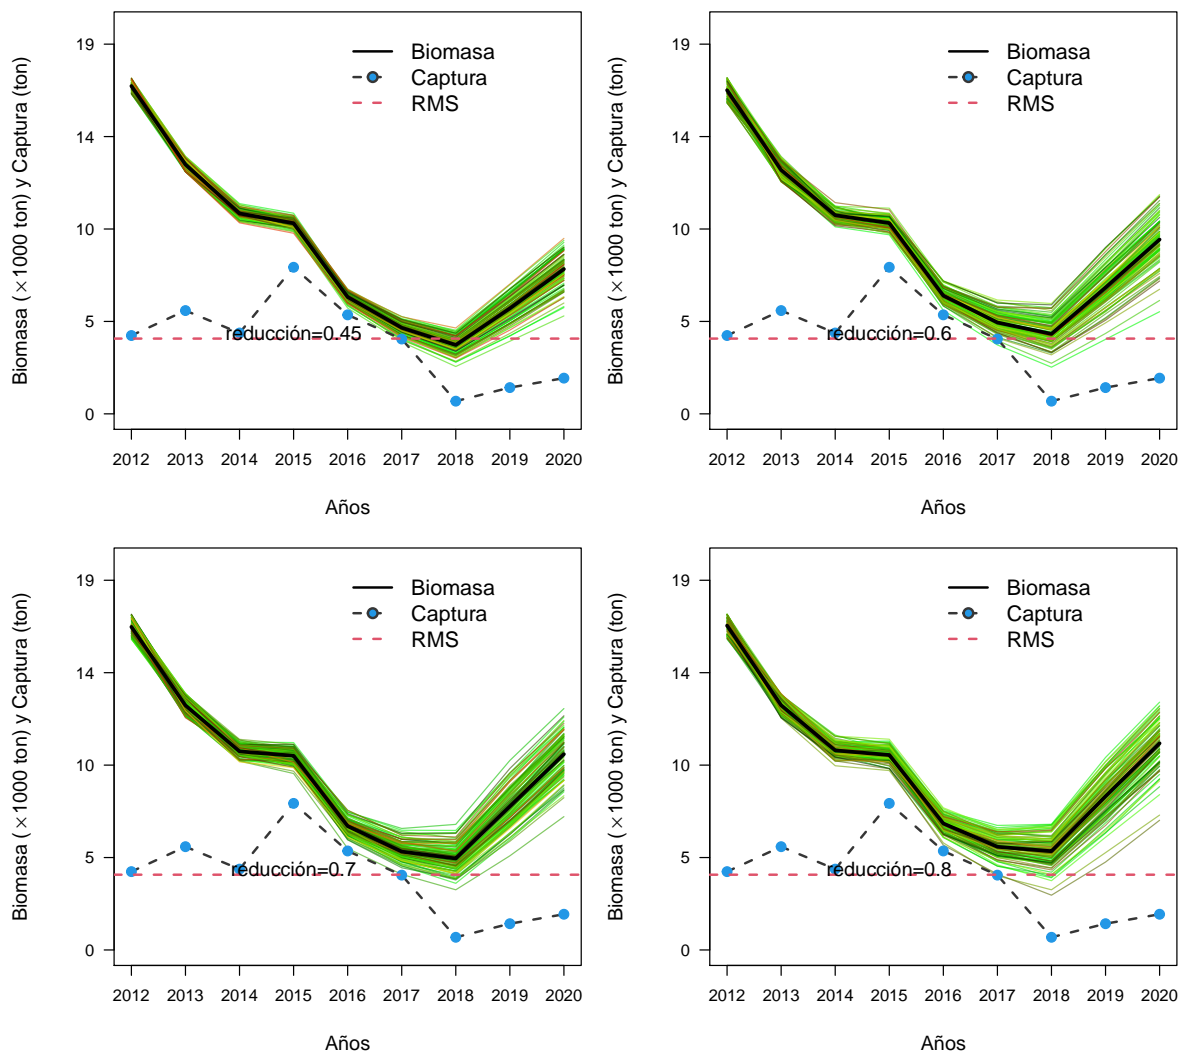 Biomasa (×1000 ton) y Captura (ton)
19
14
10
5
0
Biomasa
Captura
RMS
reducción=0.45
2012 2013 2014 2015 2016 2017 2018 2019 2020
Años
Biomasa (×1000 ton) y Captura (ton)
19
14
10
5
0
Biomasa
Captura
RMS
reducción=0.6
2012 2013 2014 2015 2016 2017 2018 2019 2020
Años
Biomasa (×1000 ton) y Captura (ton)
19
14
10
5
0
Biomasa
Captura
RMS
reducción=0.7
2012 2013 2014 2015 2016 2017 2018 2019 2020
Años
Biomasa (×1000 ton) y Captura (ton)
19
14
10
5
0
Biomasa
Captura
RMS
reducción=0.8
2012 2013 2014 2015 2016 2017 2018 2019 2020
Años